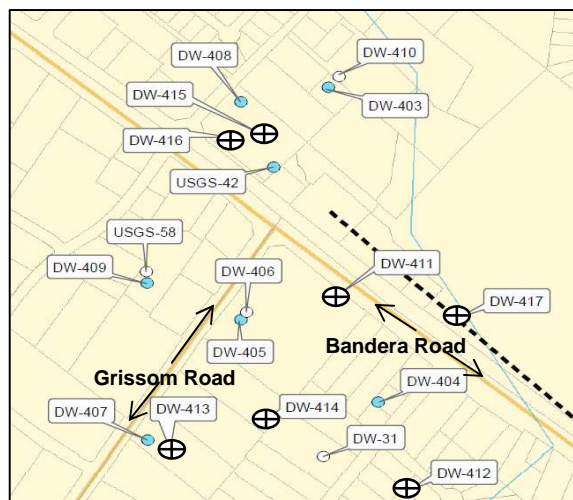 DW-410
DW-408
DW-415
DW-403
DW-416
USGS-42
USGS-58
DW-409
DW-406
DW-411
DW-417
DW-405
Bandera Road
Grissom Road
DW-404
DW-407
DW-413
DW-414
DW-31
DW-412